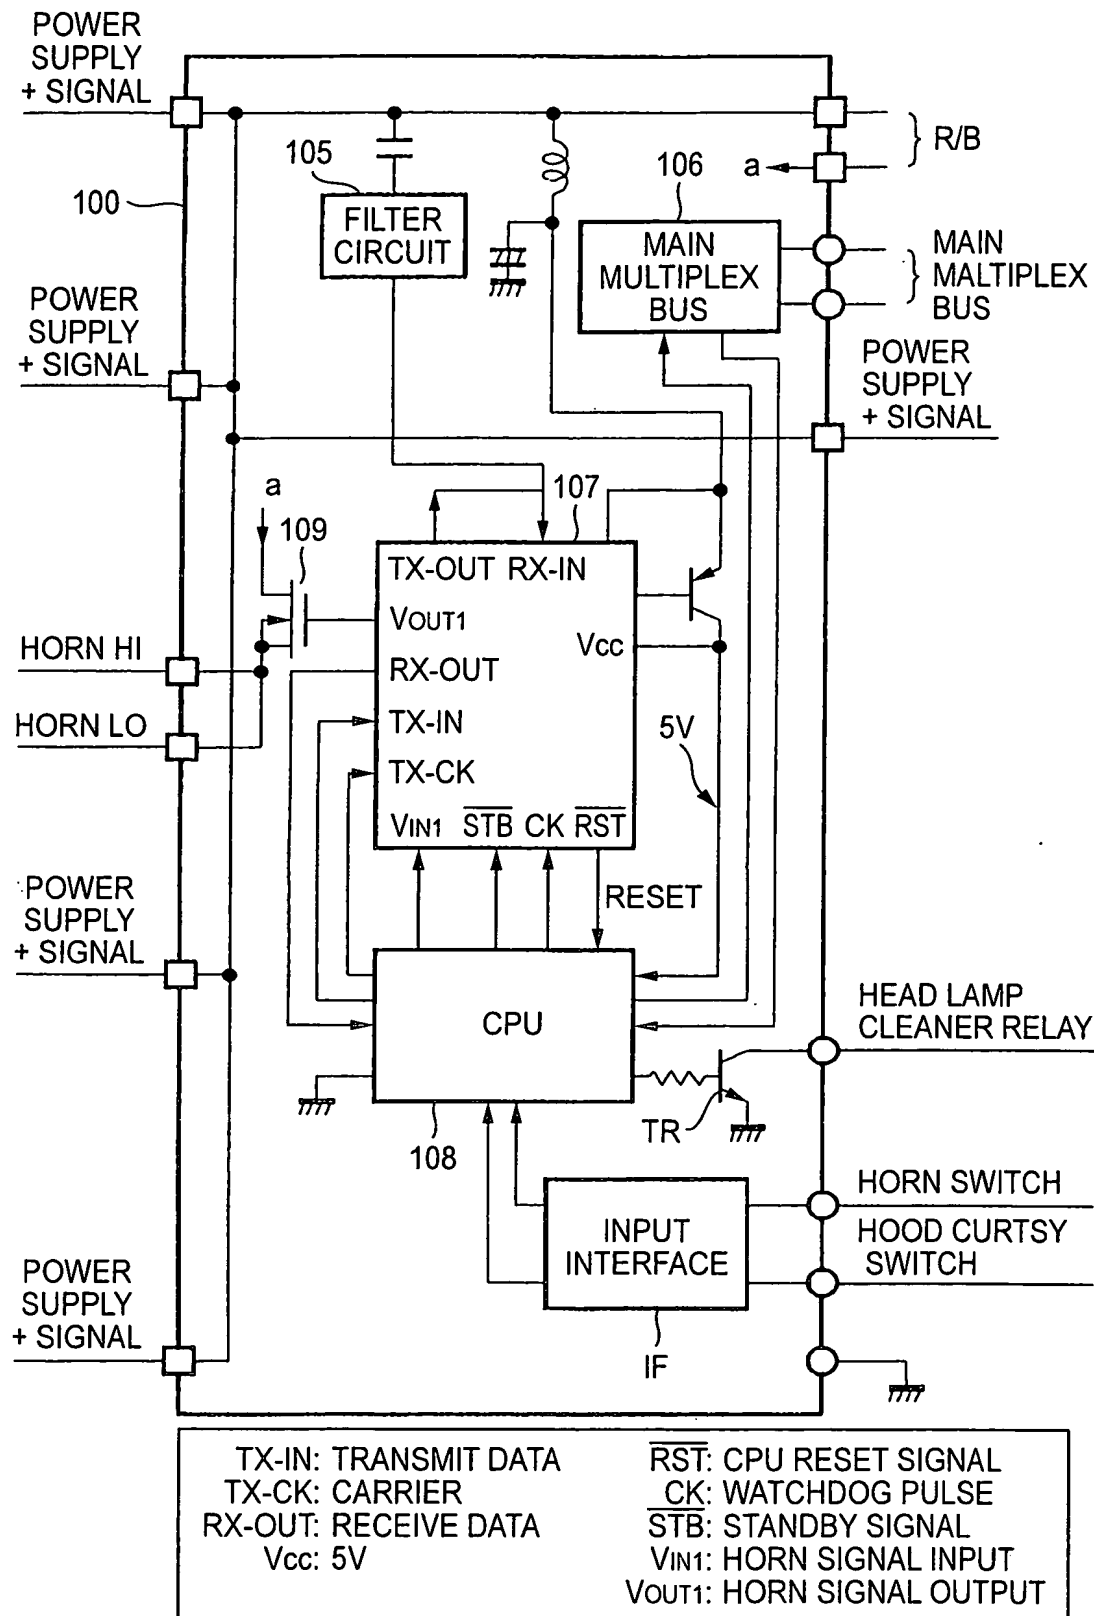 POWER
SUPPLY
+ SIGNAL
R/B
a
105
106
100
FILTER
CIRCUIT
MAIN
MULTIPLEX
BUS
MAIN
MALTIPLEX
BUS
POWER
SUPPLY
+ SIGNAL
POWER
SUPPLY
+ SIGNAL
a
109
107
TX-OUT RX-IN
VOUT1
Vcc
HORN HI
RX-OUT
HORN LO
TX-IN
5V
TX-CK
VIN1 S̅T̅B̅ CK R̅S̅T̅
RESET
POWER
SUPPLY
+ SIGNAL
CPU
HEAD LAMP
CLEANER RELAY
TR
108
HORN SWITCH
INPUT
INTERFACE
HOOD CURTSY
SWITCH
POWER
SUPPLY
+ SIGNAL
IF
TX-IN: TRANSMIT DATA
TX-CK: CARRIER
RX-OUT: RECEIVE DATA
Vcc: 5V
R̅S̅T̅: CPU RESET SIGNAL
CK: WATCHDOG PULSE
S̅T̅B̅: STANDBY SIGNAL
VIN1: HORN SIGNAL INPUT
VOUT1: HORN SIGNAL OUTPUT